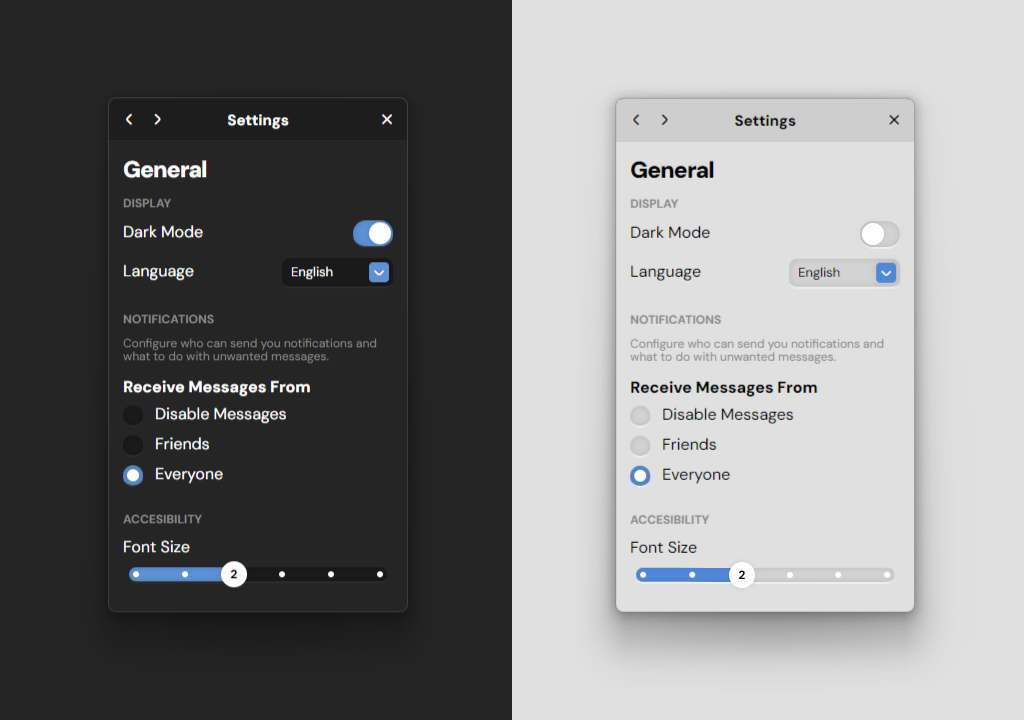 Settings
General
DISPLAY
Dark Mode
Language
English
NOTIFICATIONS
Configure who can send you notifications and
what to do with unwanted messages.
Receive Messages From
Disable Messages
Friends
Everyone
ACCESIBILITY
Font Size
2
Settings
General
DISPLAY
Dark Mode
Language
English
NOTIFICATIONS
Configure who can send you notifications and
what to do with unwanted messages.
Receive Messages From
Disable Messages
Friends
Everyone
ACCESIBILITY
Font Size
2